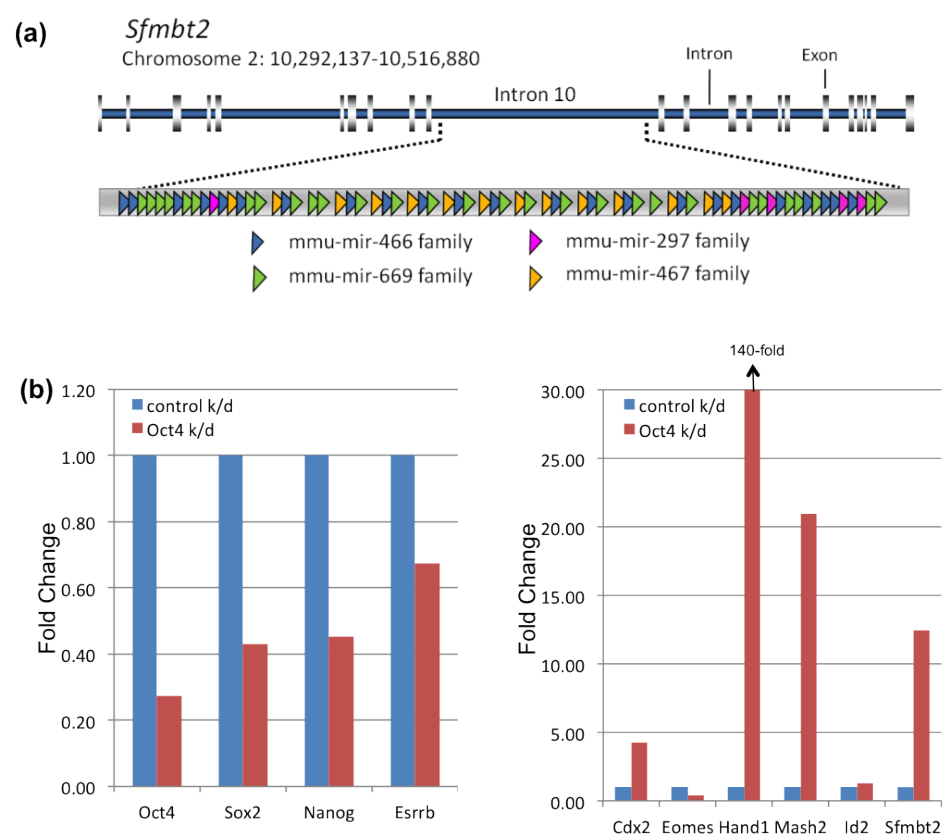 (a)
Sfmbt2
Chromosome 2: 10,292,137-10,516,880
Intron 10
Intron
Exon
mmu-mir-466 family
mmu-mir-297 family
mmu-mir-669 family
mmu-mir-467 family
(b)
1.20
1.00
0.80
0.60
0.40
0.20
0.00
Fold Change
control k/d
Oct4 k/d
Oct4 Sox2 Nanog Esrrb
140-fold
30.00
25.00
20.00
15.00
10.00
5.00
0.00
Fold Change
control k/d
Oct4 k/d
Cdx2 Eomes Hand1 Mash2 Id2 Sfmbt2